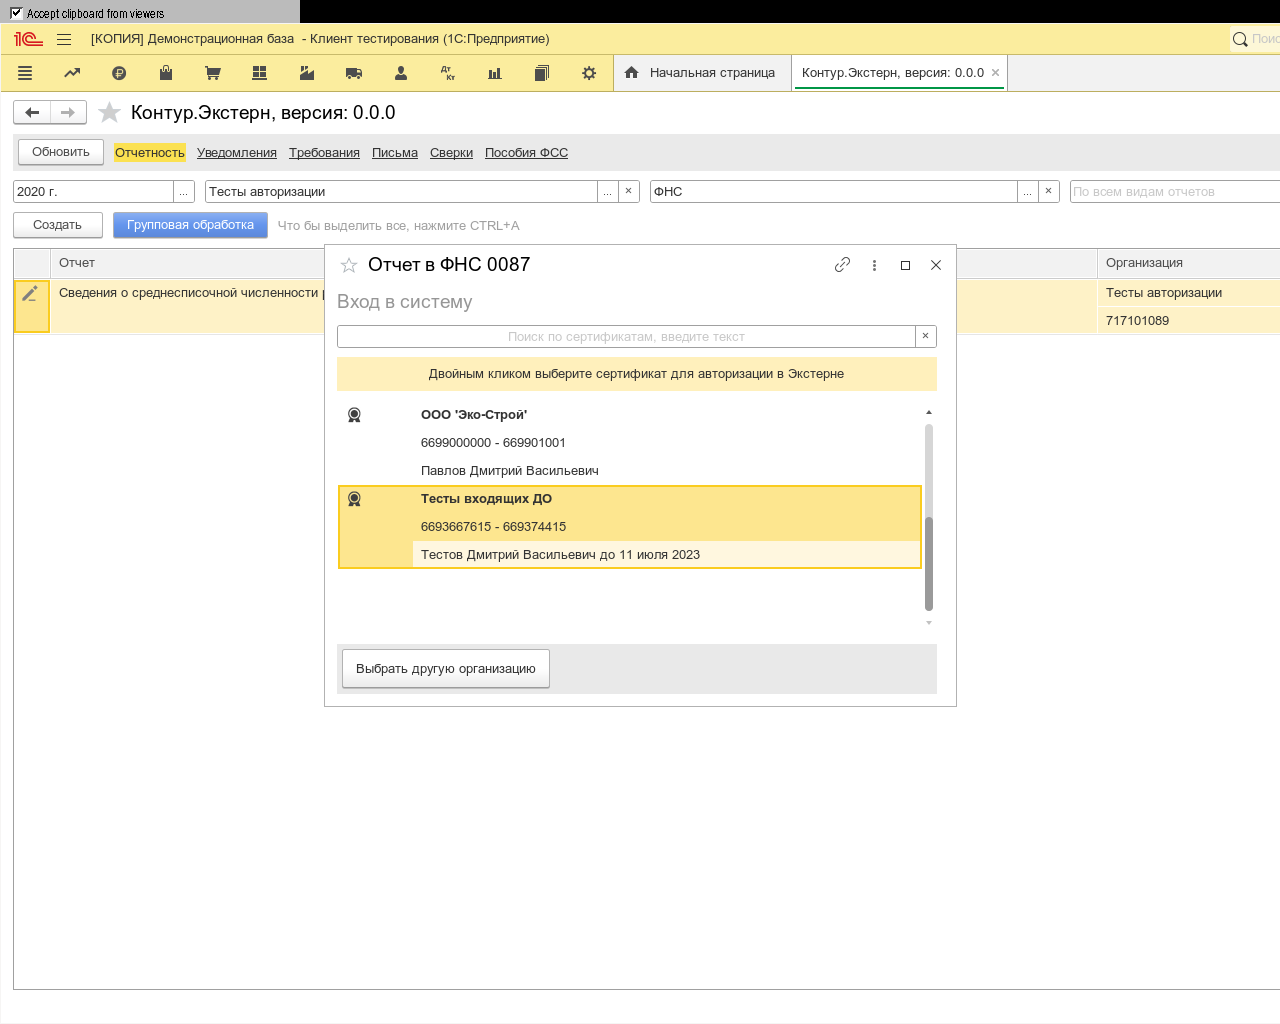 Accept clipboard from viewers
[КОПИЯ] Демонстрационная база - Клиент тестирования (1С:Предприятие)
Начальная страница
Контур.Экстерн, версия: 0.0.0
Контур.Экстерн, версия: 0.0.0
Обновить Отчетность Уведомления Требования Письма Сверки Пособия ФСС
2020 г. ... Тесты авторизации ... × ФНС ... × По всем видам отчетов
Создать Групповая обработка Что бы выделить все, нажмите CTRL+A
Отчет Организация
Сведения о среднесписочной численности
Тесты авторизации
717101089
Отчет в ФНС 0087
Вход в систему
Поиск по сертификатам, введите текст ×
Двойным кликом выберите сертификат для авторизации в Экстерне
ООО 'Эко-Строй'
6699000000 - 669901001
Павлов Дмитрий Васильевич
Тесты входящих ДО
6693667615 - 669374415
Тестов Дмитрий Васильевич до 11 июля 2023
Выбрать другую организацию